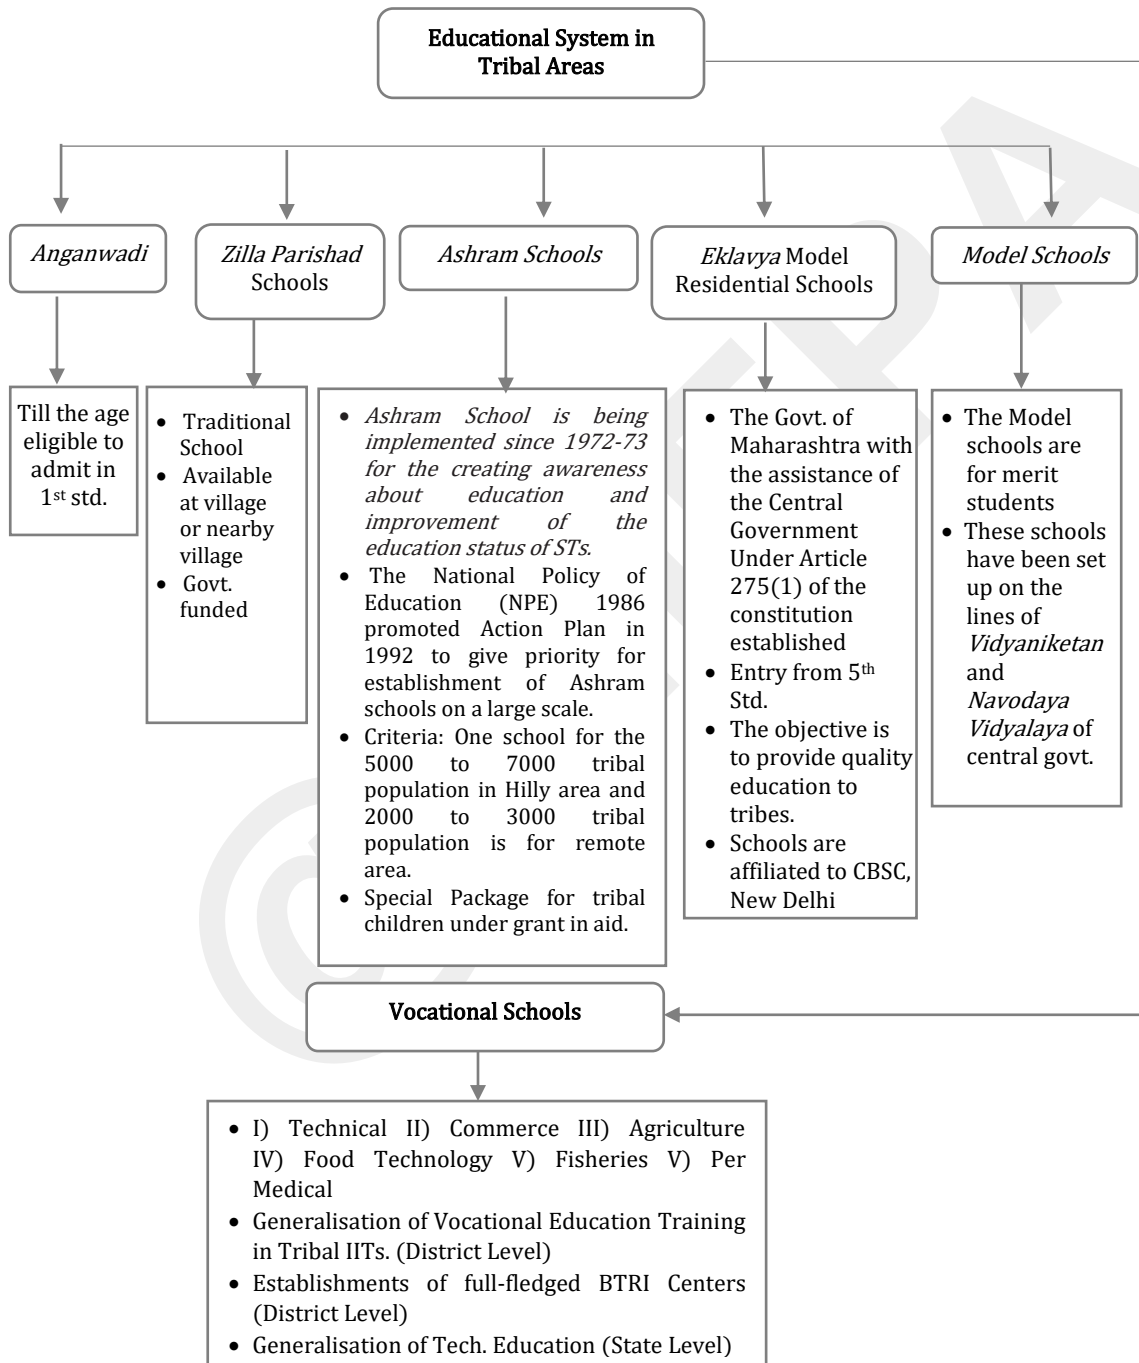 Educational System in
Tribal Areas
Anganwadi
Zilla Parishad
Schools
Ashram Schools
Eklavya Model
Residential Schools
Model Schools
Till the age
eligible to
admit in
1st std.
• Traditional
School
• Available
at village
or nearby
village
• Govt.
funded
• Ashram School is being
implemented since 1972-73
for the creating awareness
about education and
improvement of the
education status of STs.
• The National Policy of
Education (NPE) 1986
promoted Action Plan in
1992 to give priority for
establishment of Ashram
schools on a large scale.
• Criteria: One school for the
5000 to 7000 tribal
population in Hilly area and
2000 to 3000 tribal
population is for remote
area.
• Special Package for tribal
children under grant in aid.
• The Govt. of
Maharashtra with
the assistance of
the Central
Government
Under Article
275(1) of the
constitution
established
• Entry from 5th
Std.
• The objective is
to provide quality
education to
tribes.
• Schools are
affiliated to CBSC,
New Delhi
• The Model
schools are
for merit
students
• These schools
have been set
up on the
lines of
Vidyaniketan
and
Navodaya
Vidyalaya of
central govt.
Vocational Schools
• I) Technical II) Commerce III) Agriculture
IV) Food Technology V) Fisheries V) Per
Medical
• Generalisation of Vocational Education Training
in Tribal IITs. (District Level)
• Establishments of full-fledged BTRI Centers
(District Level)
• Generalisation of Tech. Education (State Level)